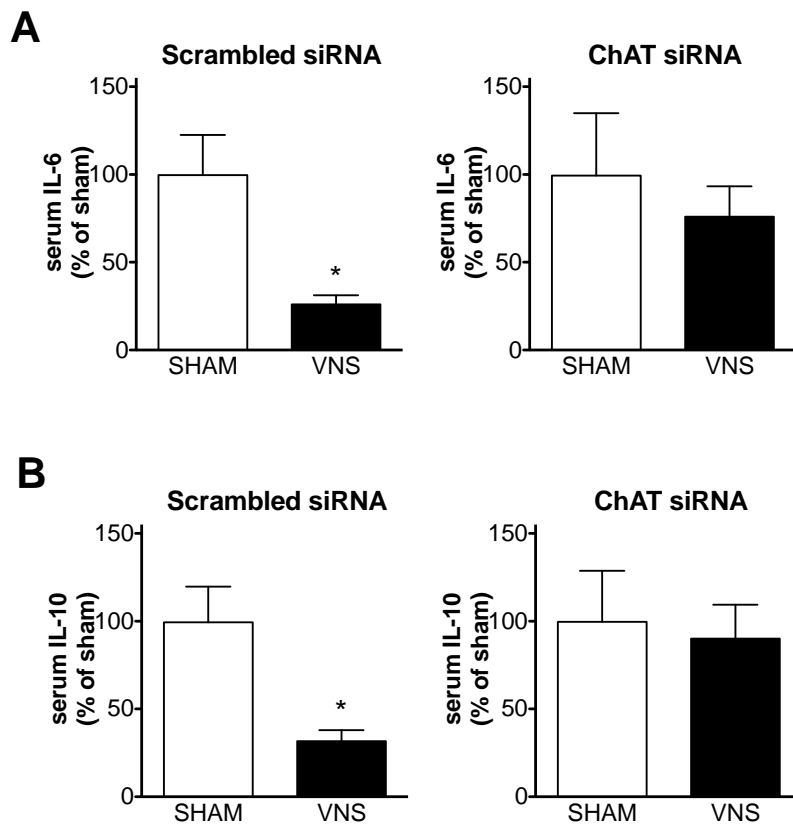 A
Scrambled siRNA
ChAT siRNA
serum IL-6
(% of sham)
150
100
50
0
*
SHAM VNS
serum IL-6
(% of sham)
150
100
50
0
SHAM VNS
B
Scrambled siRNA
ChAT siRNA
serum IL-10
(% of sham)
150
100
50
0
*
SHAM VNS
serum IL-10
(% of sham)
150
100
50
0
SHAM VNS